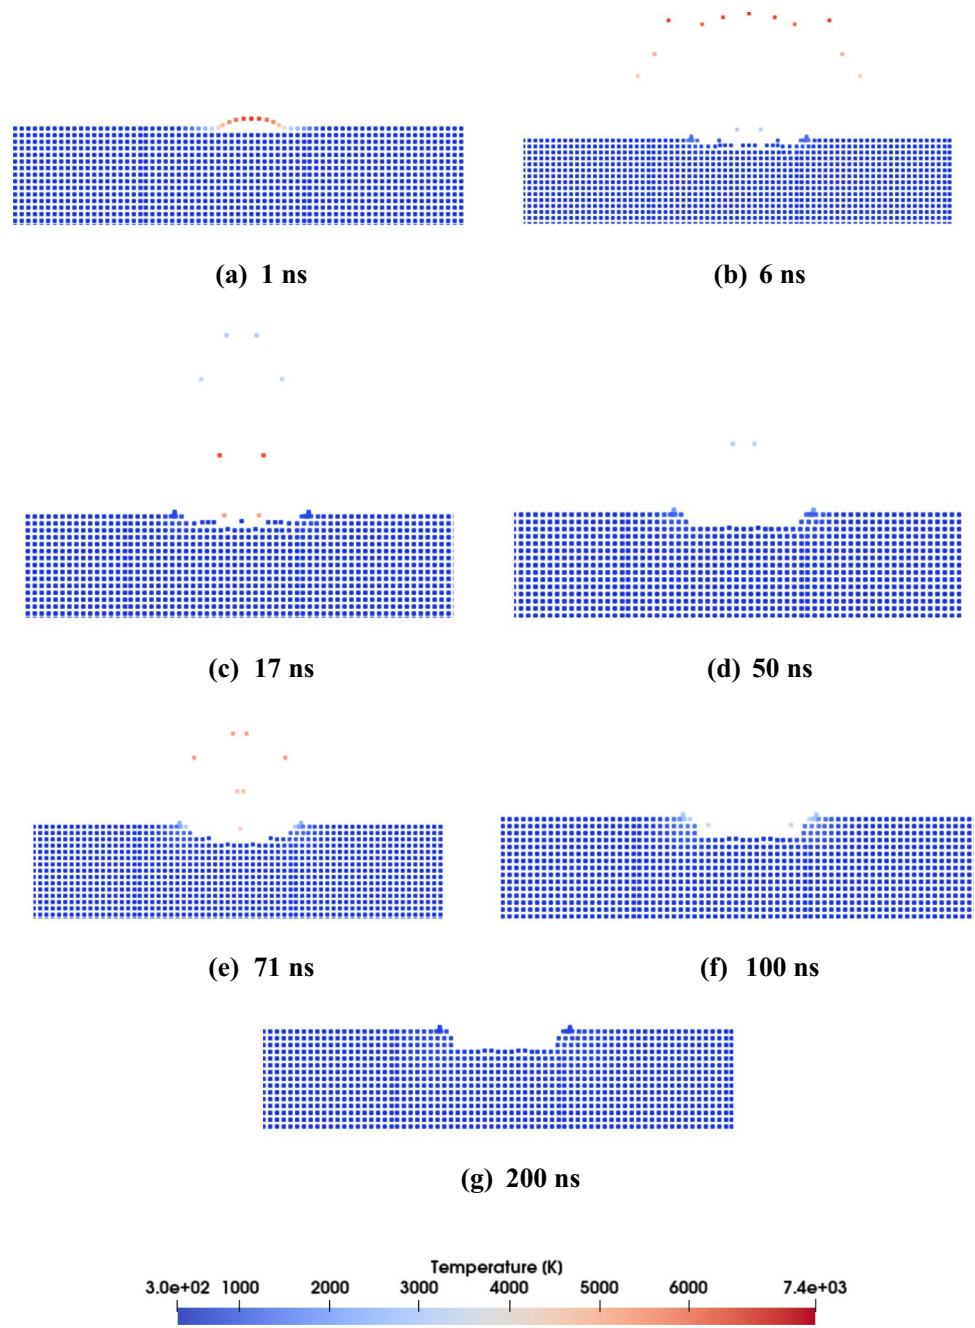 (a) 1 ns
(b) 6 ns
(c) 17 ns
(d) 50 ns
(e) 71 ns
(f) 100 ns
(g) 200 ns
Temperature (K)
3.0e+02 1000 2000 3000 4000 5000 6000 7.4e+03